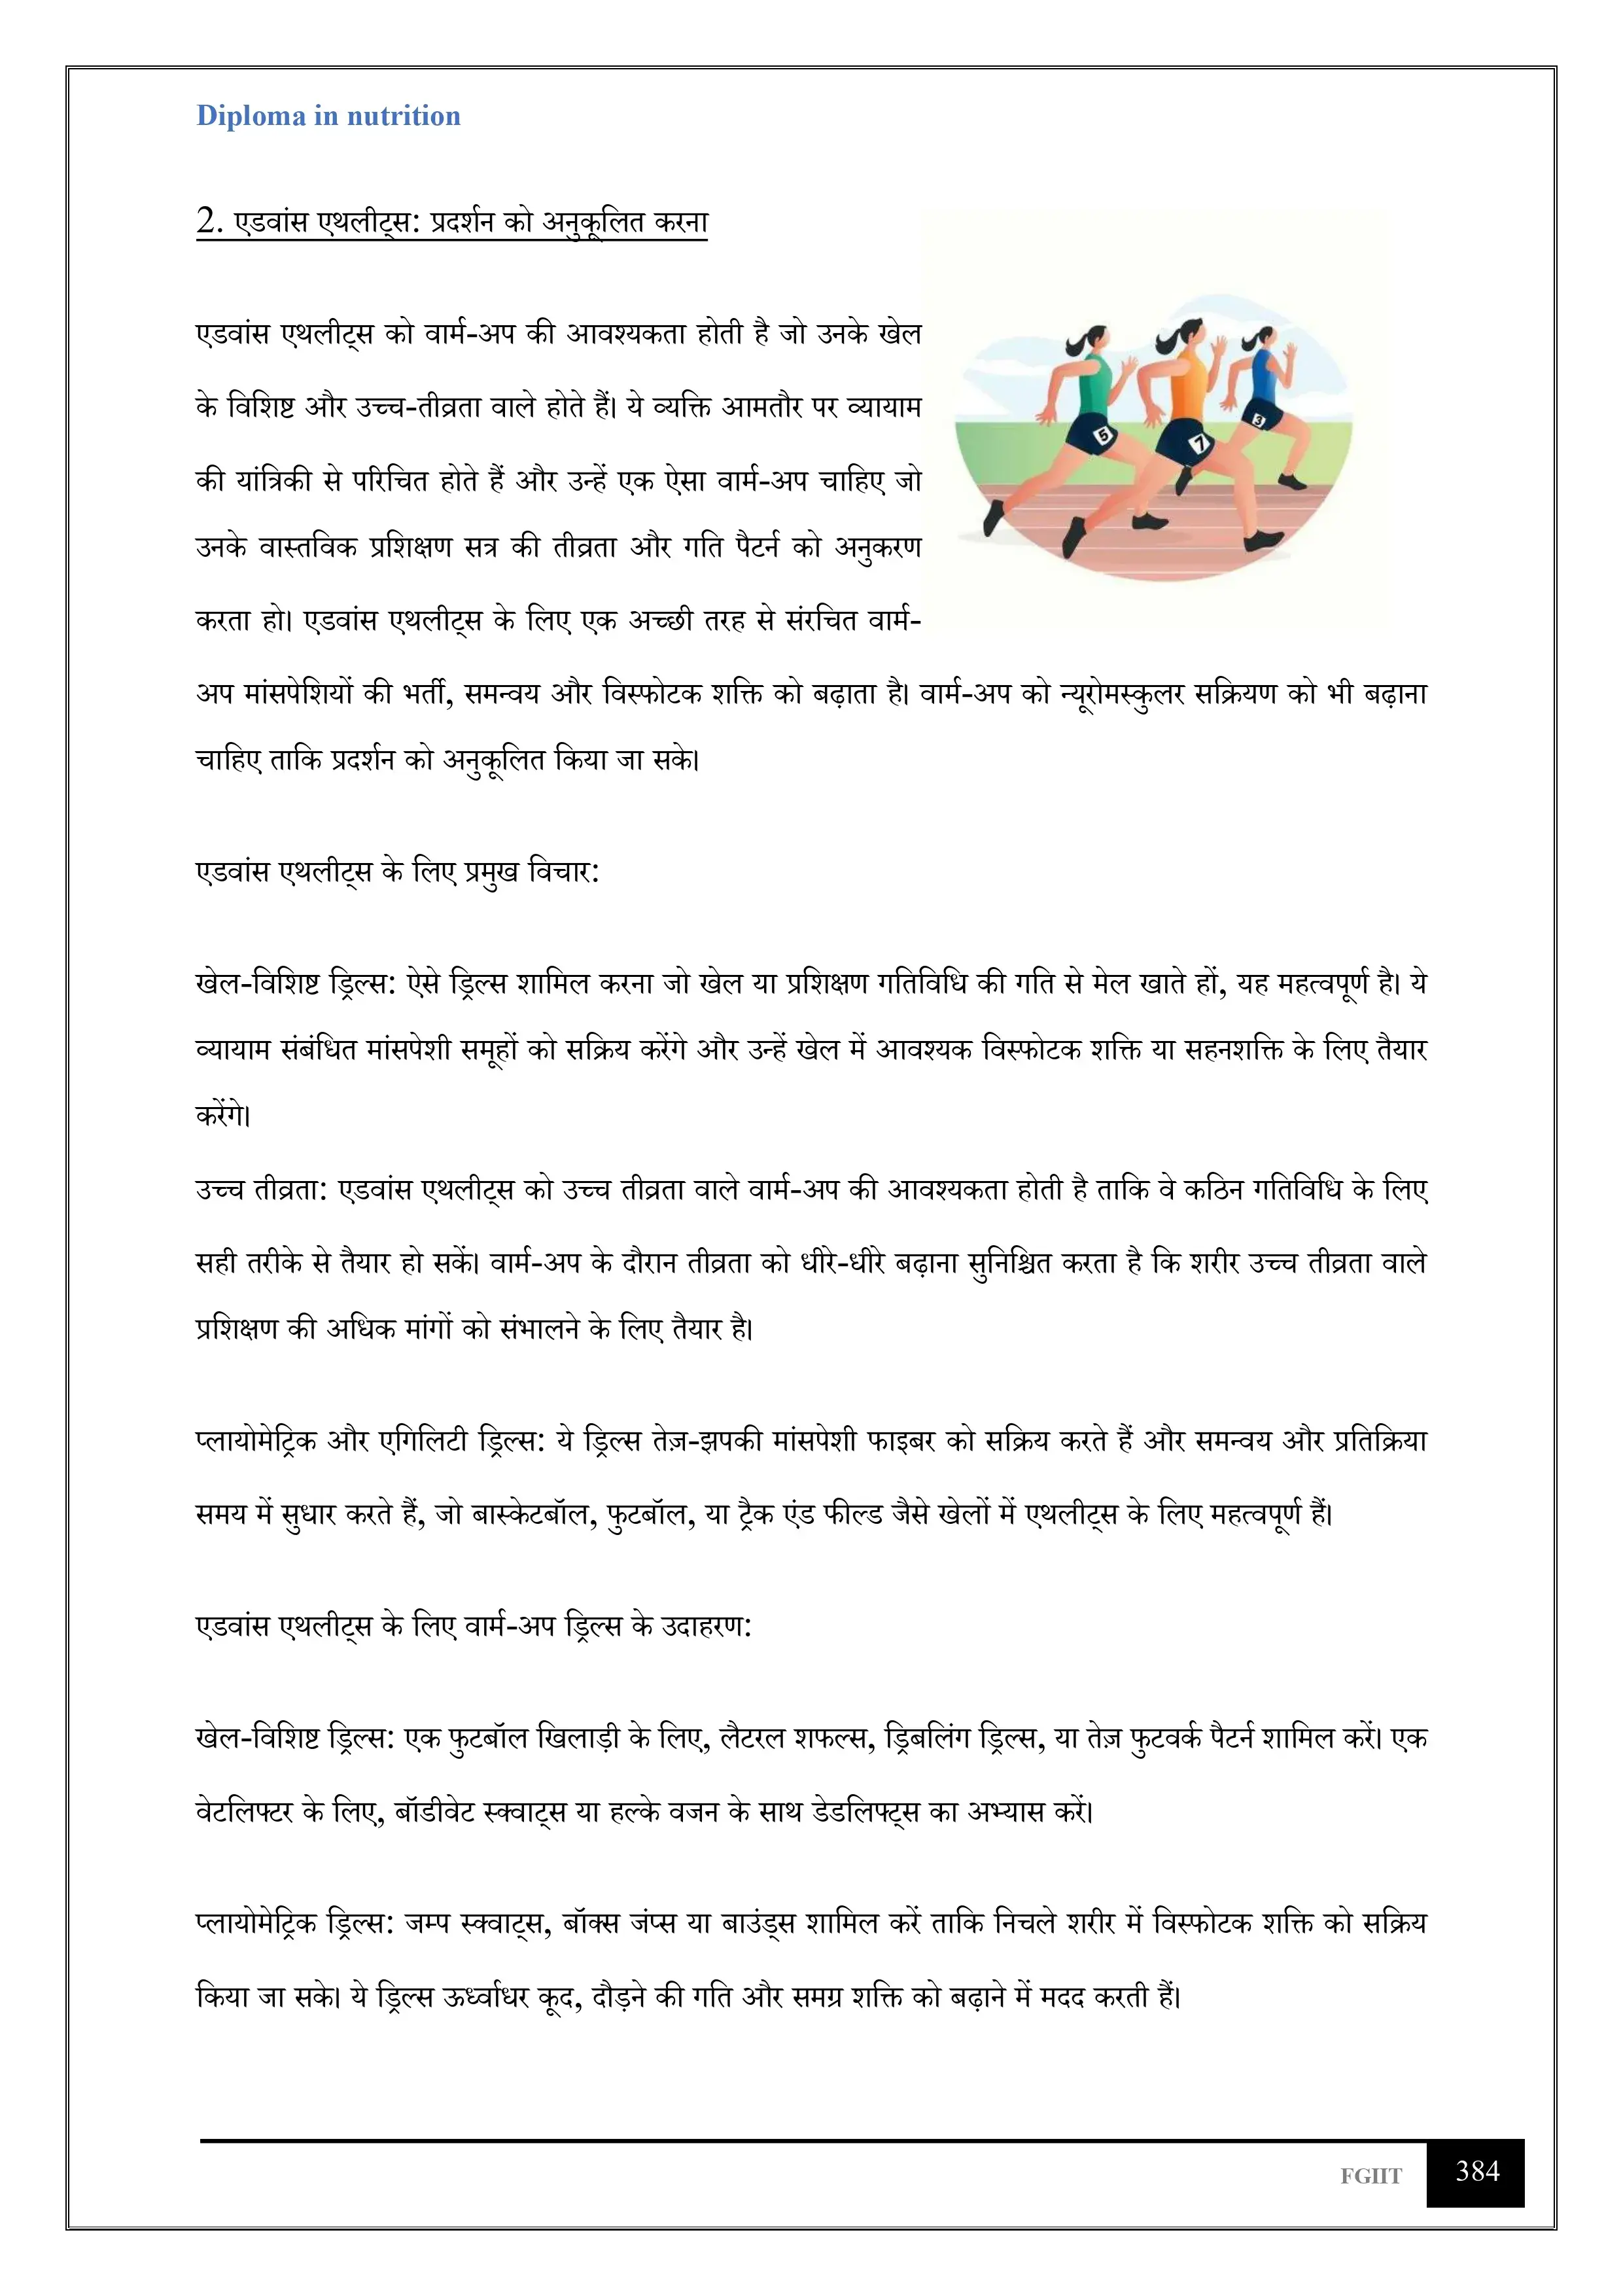 Diploma in nutrition
2. एडवांस एथलीट्स: प्रदर्शन को अनुकूलित करना
एडवांस एथलीट्स को वार्म-अप की आवश्यकता होती है जो उनके खेल
के विशिष्ट और उच्च-तीव्रता वाले होते हैं। ये व्यक्ति आमतौर पर व्यायाम
की यांत्रिकी से परिचित होते हैं और उन्हें एक ऐसा वार्म-अप चाहिए जो
उनके वास्तविक प्रशिक्षण सत्र की तीव्रता और गति पैटर्न को अनुकरण
करता हो। एडवांस एथलीट्स के लिए एक अच्छी तरह से संरचित वार्म-
अप मांसपेशियों की भर्ती, समन्वय और विस्फोटक शक्ति को बढ़ाता है। वार्म-अप को न्यूरोमस्कुलर सक्रियण को भी बढ़ाना
चाहिए ताकि प्रदर्शन को अनुकूलित किया जा सके।
5
7
3
एडवांस एथलीट्स के लिए प्रमुख विचार:
खेल-विशिष्ट ड्रिल्स: ऐसे ड्रिल्स शामिल करना जो खेल या प्रशिक्षण गतिविधि की गति से मेल खाते हों, यह महत्वपूर्ण है। ये
व्यायाम संबंधित मांसपेशी समूहों को सक्रिय करेंगे और उन्हें खेल में आवश्यक विस्फोटक शक्ति या सहनशक्ति के लिए तैयार
करेंगे।
उच्च तीव्रता: एडवांस एथलीट्स को उच्च तीव्रता वाले वार्म-अप की आवश्यकता होती है ताकि वे कठिन गतिविधि के लिए
सही तरीके से तैयार हो सकें। वार्म-अप के दौरान तीव्रता को धीरे-धीरे बढ़ाना सुनिश्चित करता है कि शरीर उच्च तीव्रता वाले
प्रशिक्षण की अधिक मांगों को संभालने के लिए तैयार है।
प्लायोमेट्रिक और एगिलिटी ड्रिल्स: ये ड्रिल्स तेज़-झपकी मांसपेशी फाइबर को सक्रिय करते हैं और समन्वय और प्रतिक्रिया
समय में सुधार करते हैं, जो बास्केटबॉल, फुटबॉल, या ट्रैक एंड फील्ड जैसे खेलों में एथलीट्स के लिए महत्वपूर्ण हैं।
एडवांस एथलीट्स के लिए वार्म-अप ड्रिल्स के उदाहरण:
खेल-विशिष्ट ड्रिल्स: एक फुटबॉल खिलाड़ी के लिए, लैटरल शफल्स, ड्रिबलिंग ड्रिल्स, या तेज़ फुटवर्क पैटर्न शामिल करें। एक
वेटलिफ्टर के लिए, बॉडीवेट स्क्वाट्स या हल्के वजन के साथ डेडलिफ्ट्स का अभ्यास करें।
प्लायोमेट्रिक ड्रिल्स: जम्प स्क्वाट्स, बॉक्स जंप्स या बाउंड्स शामिल करें ताकि निचले शरीर में विस्फोटक शक्ति को सक्रिय
किया जा सके। ये ड्रिल्स ऊर्ध्वाधर कूद, दौड़ने की गति और समग्र शक्ति को बढ़ाने में मदद करती हैं।
FGIIT 384